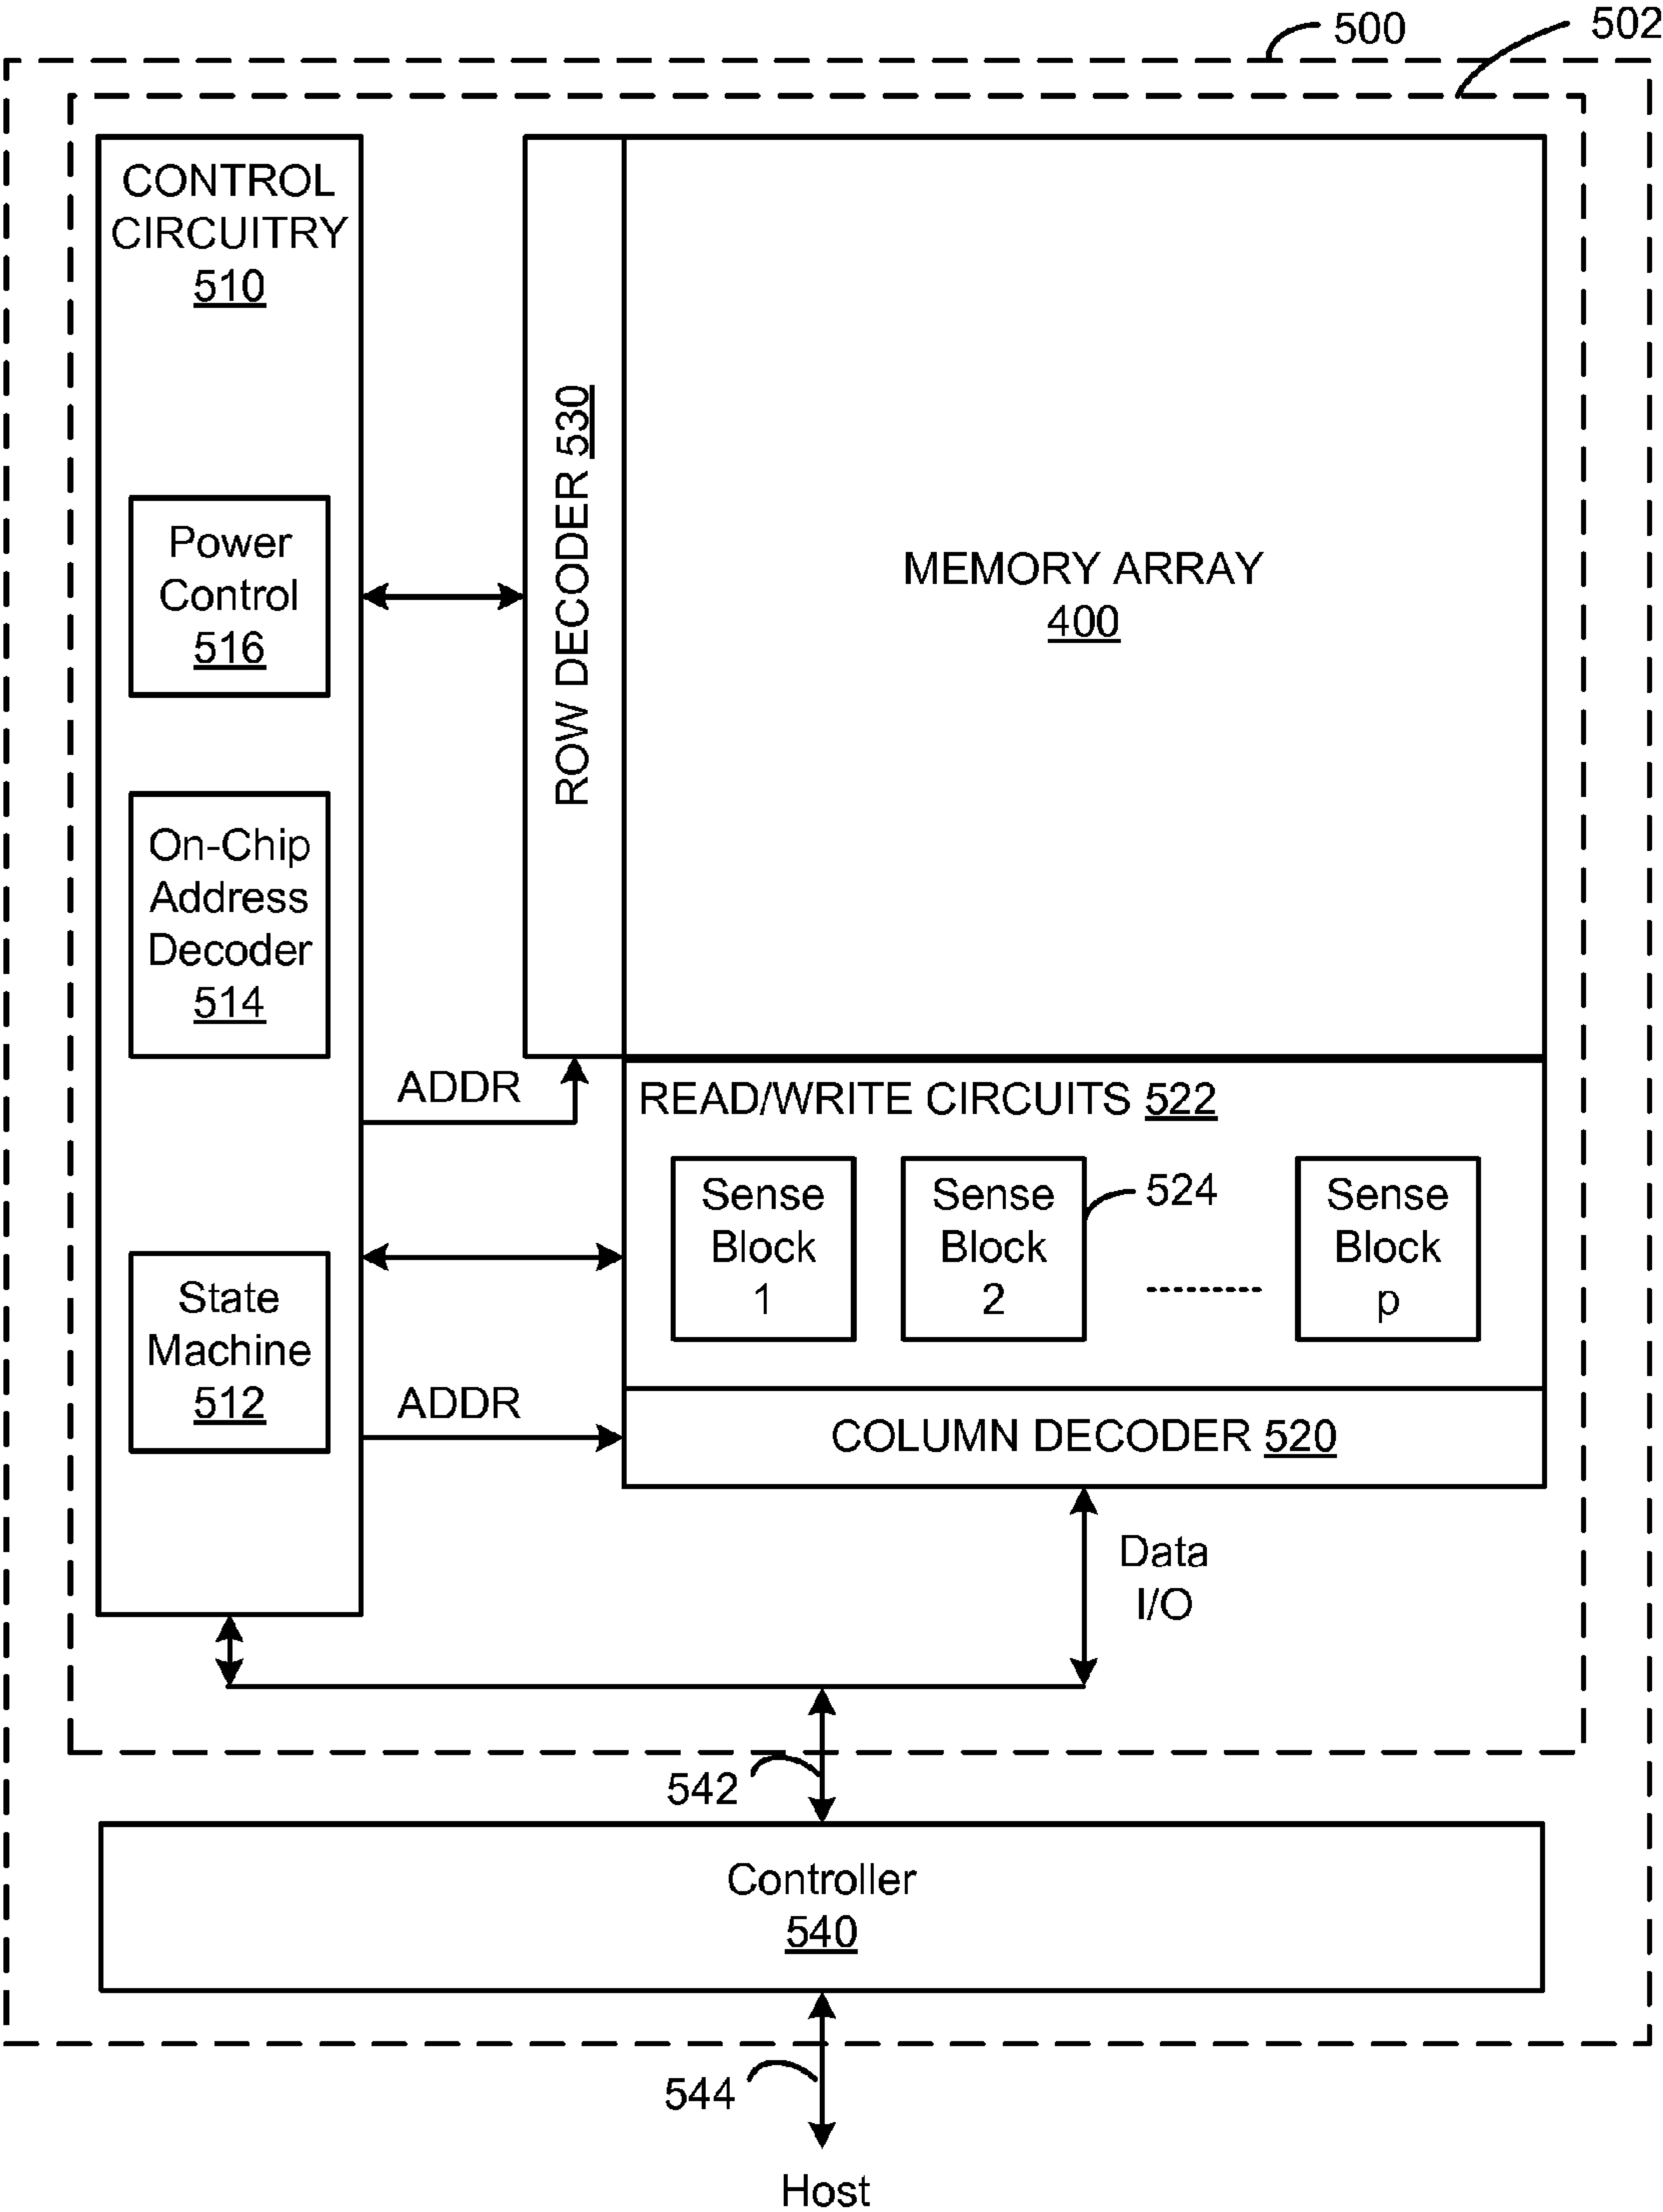 500
502
CONTROL
CIRCUITRY
510
Power
Control
516
On-Chip
Address
Decoder
514
State
Machine
512
ROW DECODER 530
MEMORY ARRAY
400
ADDR
READ/WRITE CIRCUITS 522
Sense
Block
1
Sense
Block
2
524
Sense
Block
p
ADDR
COLUMN DECODER 520
Data
I/O
542
Controller
540
544
Host